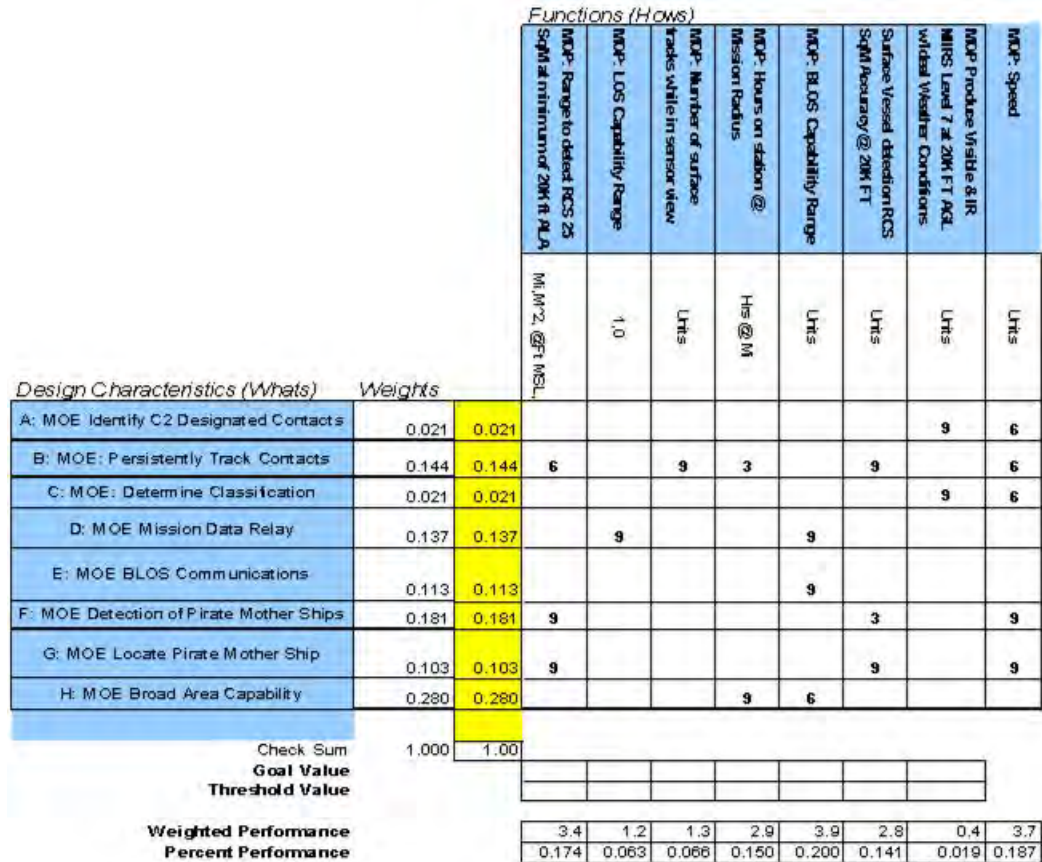 Functions (Hows)
MOP: Range to detect RCS 25
SqM at minimum of 20K ft ALA
MOP: LOS Capability Range
MOP: Number of surface
tracks while in sensor view
MOP: Hours on station @
Mission Radius
MOP: BLOS Capability Range
Surface Vessel detection RCS
SqM Accuracy @ 20K FT
MOP Produce Visible & IR
NIIRS Level 7 at 20K FT AGL
w/Ideal Weather Conditions
MOP: Speed
Mi,M^2, @Ft MSL,
1,0
Units
Hrs @ Mi
Units
Units
Units
Units
Design Characteristics (Whats) Weights
A: MOE Identify C2 Designated Contacts 0.021 0.021 9 6
B: MOE: Persistently Track Contacts 0.144 0.144 6 9 3 9 6
C: MOE: Determine Classification 0.021 0.021 9 6
D: MOE Mission Data Relay 0.137 0.137 9 9
E: MOE BLOS Communications 0.113 0.113 9
F: MOE Detection of Pirate Mother Ships 0.181 0.181 9 3 9
G: MOE Locate Pirate Mother Ship 0.103 0.103 9 9 9
H: MOE Broad Area Capability 0.280 0.280 9 6
Check Sum 1.000 1.00
Goal Value
Threshold Value
Weighted Performance 3.4 1.2 1.3 2.9 3.9 2.8 0.4 3.7
Percent Performance 0.174 0.063 0.066 0.150 0.200 0.141 0.019 0.187